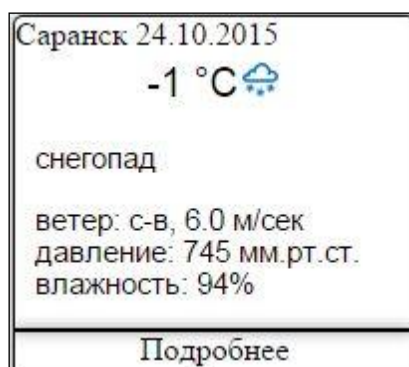 Саранск 24.10.2015
-1 °C
снегопад
ветер: с-в, 6.0 м/сек
давление: 745 мм.рт.ст.
влажность: 94%
Подробнее